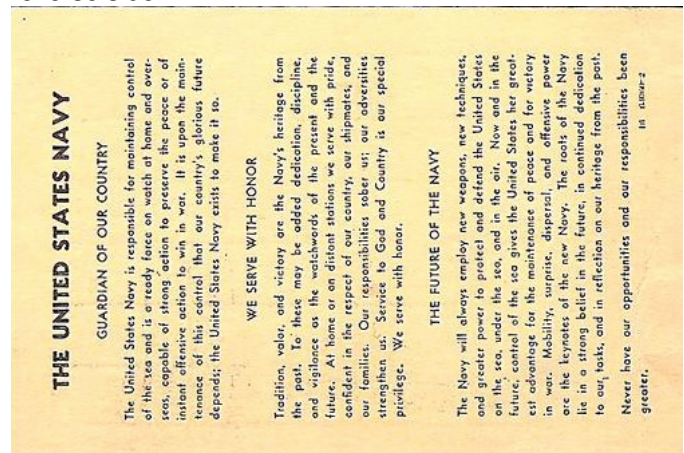 THE UNITED STATES NAVY
GUARDIAN OF OUR COUNTRY
The United States Navy is responsible for maintaining control
of the sea and is a ready force on watch at home and over-
seas, capable of strong action to preserve the peace or of
instant offensive action to win in war. It is upon the main-
tenance of this control that our country's glorious future
depends; the United States Navy exists to make it so.
WE SERVE WITH HONOR
Tradition, valor, and victory are the Navy's heritage from
the past. To these may be added dedication, discipline,
and vigilance as the watchwords of the present and the
future. At home or on distant stations we serve with pride,
confident in the respect of our country, our shipmates, and
our families. Our responsibilities sober us; our adversities
strengthen us. Service to God and Country is our special
privilege. We serve with honor.
THE FUTURE OF THE NAVY
The Navy will always employ new weapons, new techniques,
and greater power to protect and defend the United States
on the sea, under the sea, and in the air. Now and in the
future, control of the sea gives the United States her great-
est advantage for the maintenance of peace and for victory
in war. Mobility, surprise, dispersal, and offensive power
are the keynotes of the new Navy. The roots of the Navy
lie in a strong belief in the future, in continued dedication
to our tasks, and in reflection on our heritage from the past.
Never have our opportunities and our responsibilities been
greater.